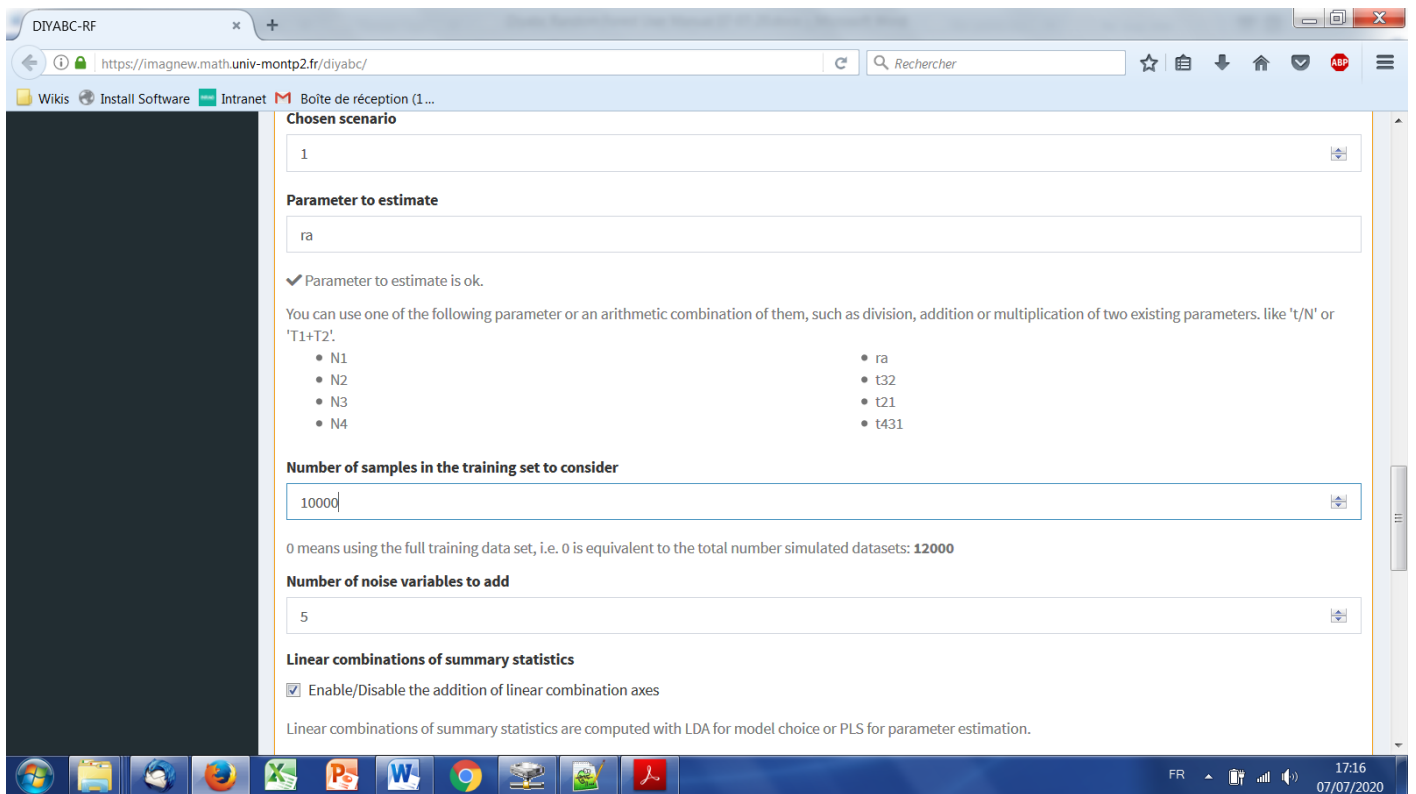 DIYABC-RF
https://imagnew.math.univ-montp2.fr/diyabc/
Rechercher
ABP
Wikis Install Software Intranet Boîte de réception (1 ...
Chosen scenario
1
Parameter to estimate
ra
Parameter to estimate is ok.
You can use one of the following parameter or an arithmetic combination of them, such as division, addition or multiplication of two existing parameters. like 't/N' or
'T1+T2'.
N1
N2
N3
N4
ra
t32
t21
t431
Number of samples in the training set to consider
10000
0 means using the full training data set, i.e. 0 is equivalent to the total number simulated datasets: 12000
Number of noise variables to add
5
Linear combinations of summary statistics
Enable/Disable the addition of linear combination axes
Linear combinations of summary statistics are computed with LDA for model choice or PLS for parameter estimation.
FR
17:16
07/07/2020